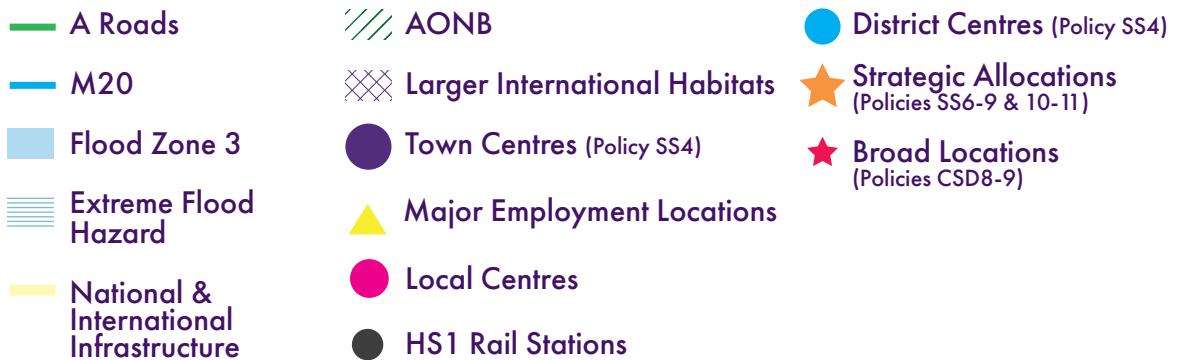 A Roads
M20
Flood Zone 3
Extreme Flood
Hazard
National &
International
Infrastructure
AONB
Larger International Habitats
Town Centres (Policy SS4)
Major Employment Locations
Local Centres
HS1 Rail Stations
District Centres (Policy SS4)
Strategic Allocations
(Policies SS6-9 & 10-11)
Broad Locations
(Policies CSD8-9)